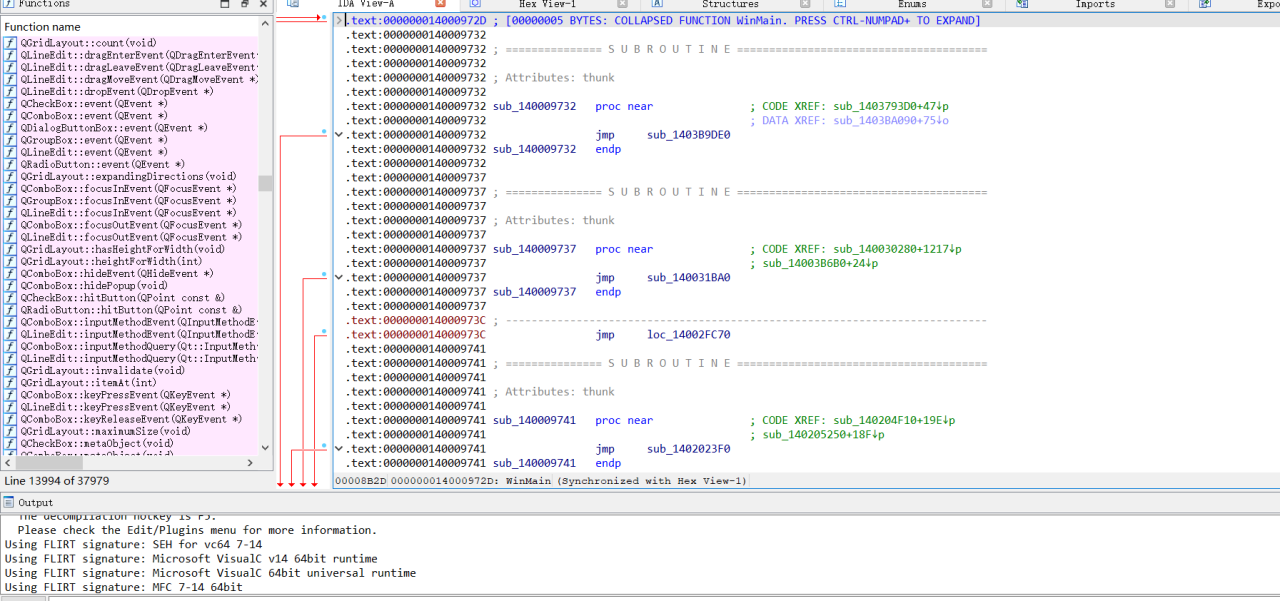 Functions
IDA View-A
Hex View-1
Structures
Enums
Imports
Function name
QGridLayout::count(void)
QLineEdit::dragEnterEvent(QDragEnterEvent
QLineEdit::dragLeaveEvent(QDragLeaveEvent
QLineEdit::dragMoveEvent(QDragMoveEvent *)
QLineEdit::dropEvent(QDropEvent *)
QCheckBox::event(QEvent *)
QComboBox::event(QEvent *)
QDialogButtonBox::event(QEvent *)
QGroupBox::event(QEvent *)
QLineEdit::event(QEvent *)
QRadioButton::event(QEvent *)
QGridLayout::expandingDirections(void)
QComboBox::focusInEvent(QFocusEvent *)
QGroupBox::focusInEvent(QFocusEvent *)
QLineEdit::focusInEvent(QFocusEvent *)
QComboBox::focusOutEvent(QFocusEvent *)
QLineEdit::focusOutEvent(QFocusEvent *)
QGridLayout::hasHeightForWidth(void)
QGridLayout::heightForWidth(int)
QComboBox::hideEvent(QHideEvent *)
QComboBox::hidePopup(void)
QCheckBox::hitButton(QPoint const &)
QRadioButton::hitButton(QPoint const &)
QComboBox::inputMethodEvent(QInputMethodE
QLineEdit::inputMethodEvent(QInputMethodE
QComboBox::inputMethodQuery(Qt::InputMeth
QLineEdit::inputMethodQuery(Qt::InputMeth
QGridLayout::invalidate(void)
QGridLayout::itemAt(int)
QComboBox::keyPressEvent(QKeyEvent *)
QLineEdit::keyPressEvent(QKeyEvent *)
QComboBox::keyReleaseEvent(QKeyEvent *)
QGridLayout::maximumSize(void)
QCheckBox::metaObject(void)
QComboBox::metaObject(void)
Line 13994 of 37979
.text:000000014000972D ; [00000005 BYTES: COLLAPSED FUNCTION WinMain. PRESS CTRL-NUMPAD+ TO EXPAND]
.text:0000000140009732
.text:0000000140009732 ; =============== S U B R O U T I N E =======================================
.text:0000000140009732
.text:0000000140009732 ; Attributes: thunk
.text:0000000140009732
.text:0000000140009732 sub_140009732 proc near ; CODE XREF: sub_1403793D0+47↓p
.text:0000000140009732 ; DATA XREF: sub_1403BA090+75↓o
.text:0000000140009732 jmp sub_1403B9DE0
.text:0000000140009732 sub_140009732 endp
.text:0000000140009732
.text:0000000140009737
.text:0000000140009737 ; =============== S U B R O U T I N E =======================================
.text:0000000140009737
.text:0000000140009737 ; Attributes: thunk
.text:0000000140009737
.text:0000000140009737 sub_140009737 proc near ; CODE XREF: sub_140030280+1217↓p
.text:0000000140009737 ; sub_14003B6B0+24↓p
.text:0000000140009737 jmp sub_140031BA0
.text:0000000140009737 sub_140009737 endp
.text:0000000140009737
.text:000000014000973C ; ---------------------------------------------------------------------------
.text:000000014000973C jmp loc_14002FC70
.text:0000000140009741
.text:0000000140009741 ; =============== S U B R O U T I N E =======================================
.text:0000000140009741
.text:0000000140009741 ; Attributes: thunk
.text:0000000140009741
.text:0000000140009741 sub_140009741 proc near ; CODE XREF: sub_140204F10+19E↓p
.text:0000000140009741 ; sub_140205250+18F↓p
.text:0000000140009741 jmp sub_1402023F0
.text:0000000140009741 sub_140009741 endp
00008B2D 000000014000972D: WinMain (Synchronized with Hex View-1)
Output
The decompilation hotkey is F5.
Please check the Edit/Plugins menu for more information.
Using FLIRT signature: SEH for vc64 7-14
Using FLIRT signature: Microsoft VisualC v14 64bit runtime
Using FLIRT signature: Microsoft VisualC 64bit universal runtime
Using FLIRT signature: MFC 7-14 64bit